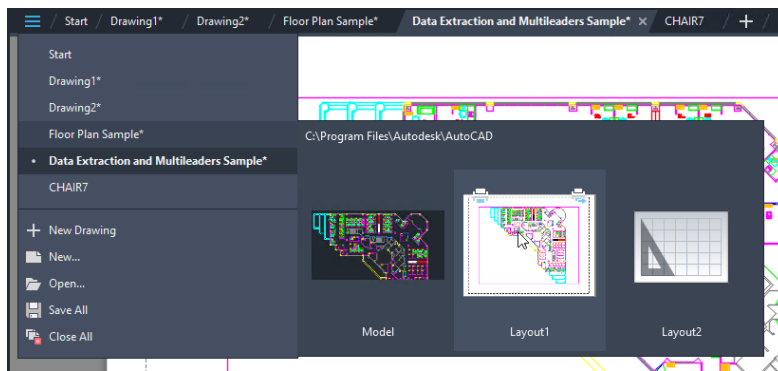 Start / Drawing1* / Drawing2* / Floor Plan Sample* / Data Extraction and Multileaders Sample* × CHAIR7 / + /
Start
Drawing1*
Drawing2*
Floor Plan Sample*
• Data Extraction and Multileaders Sample*
CHAIR7
New Drawing
New...
Open...
Save All
Close All
C:\Program Files\Autodesk\AutoCAD
Model
Layout1
Layout2